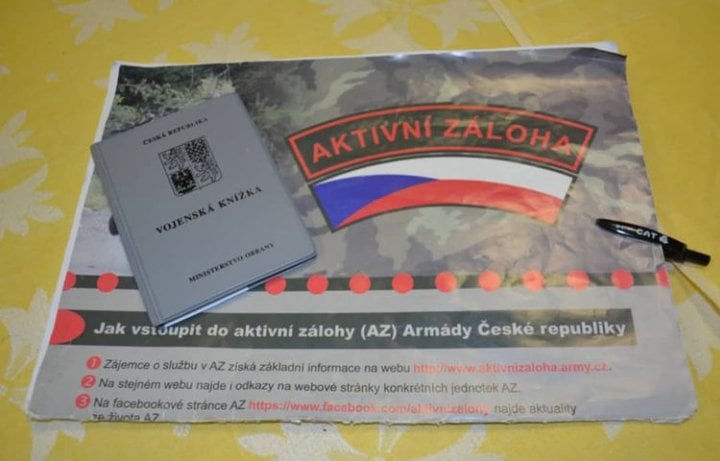 ČESKÁ REPUBLIKA
VOJENSKÁ KNÍŽKA
MINISTERSTVO OBRANY
AKTIVNÍ ZÁLOHA
CAT
Jak vstoupit do aktivní zálohy (AZ) Armády České republiky
1 Zájemce o službu v AZ získá základní informace na webu http://www.aktivnizaloha.army.cz.
2 Na stejném webu najde i odkazy na webové stránky konkrétních jednotek AZ.
3 Na facebookové stránce AZ https://www.facebook.com/aktivnizalohy najde aktuality
ze života AZ.